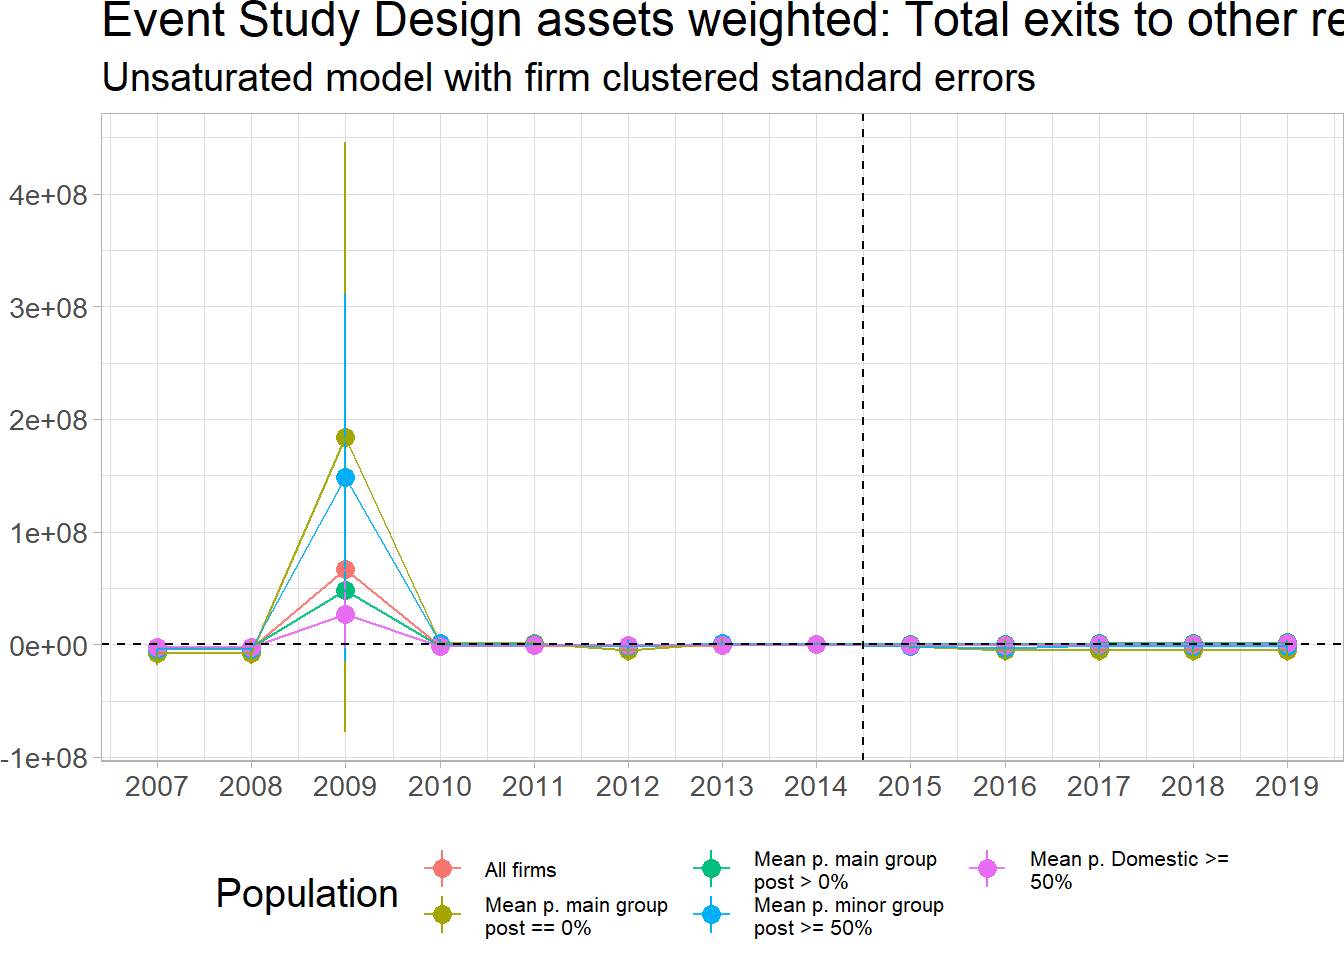 Event Study Design assets weighted: Total exits to other re
Unsaturated model with firm clustered standard errors
4e+08
3e+08
2e+08
1e+08
0e+00
-1e+08
2007 2008 2009 2010 2011 2012 2013 2014 2015 2016 2017 2018 2019
Population
All firms
Mean p. main group
post == 0%
Mean p. main group
post > 0%
Mean p. minor group
post >= 50%
Mean p. Domestic >=
50%